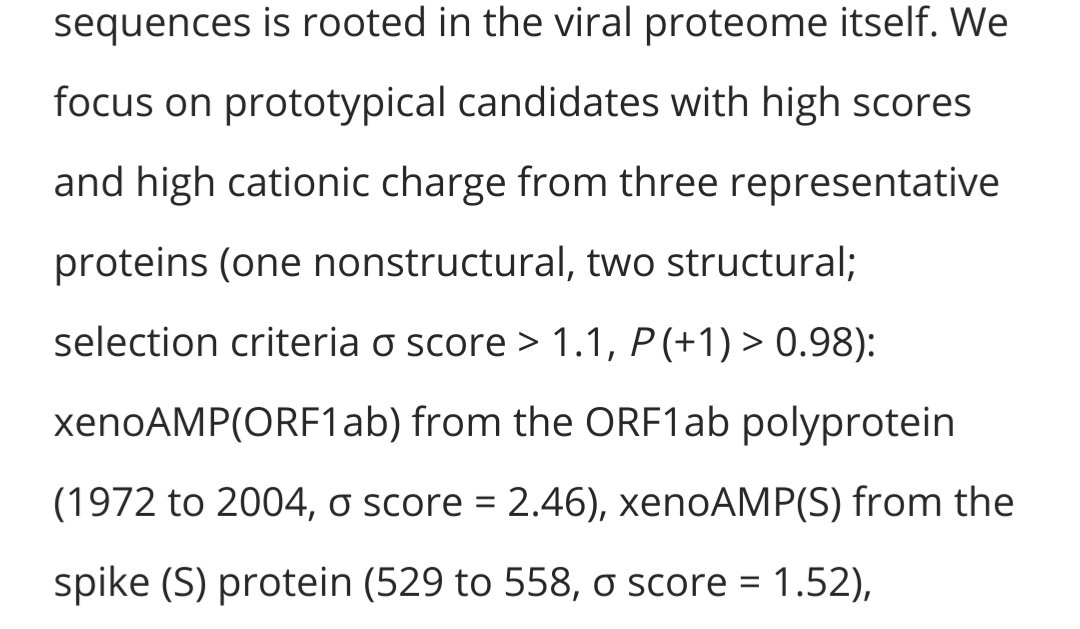 sequences is rooted in the viral proteome itself. We
focus on prototypical candidates with high scores
and high cationic charge from three representative
proteins (one nonstructural, two structural;
selection criteria σ score > 1.1, P (+1) > 0.98):
xenoAMP(ORF1ab) from the ORF1ab polyprotein
(1972 to 2004, σ score = 2.46), xenoAMP(S) from the
spike (S) protein (529 to 558, σ score = 1.52),